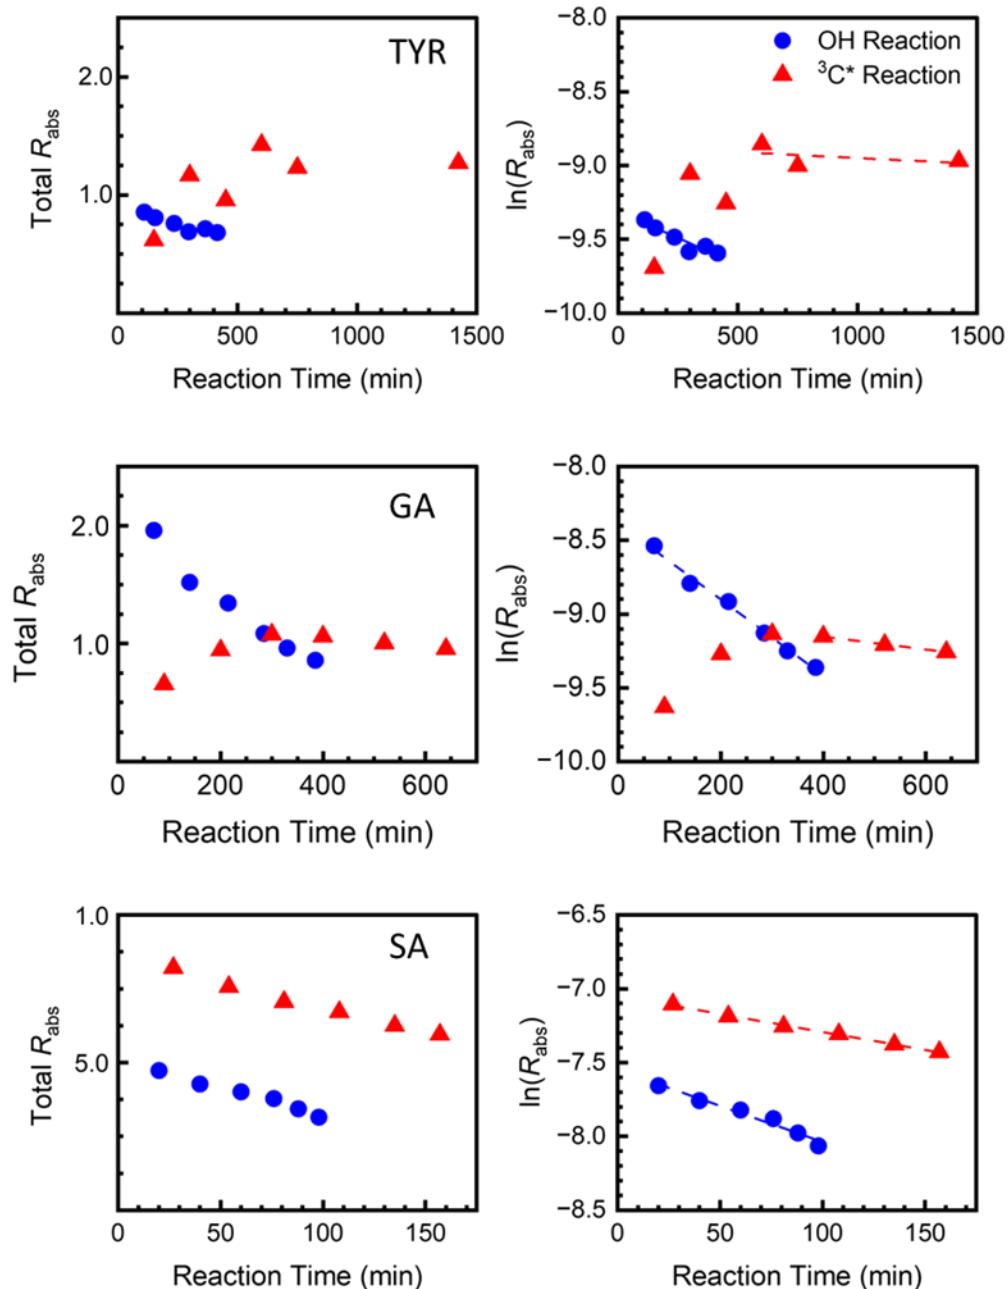 TYR
Total Rabs
2.0
1.0
0
500
1000
1500
Reaction Time (min)
OH Reaction
³C* Reaction
ln(Rabs)
−8.0
−8.5
−9.0
−9.5
−10.0
0
500
1000
1500
Reaction Time (min)
GA
Total Rabs
2.0
1.0
0
200
400
600
Reaction Time (min)
ln(Rabs)
−8.0
−8.5
−9.0
−9.5
−10.0
0
200
400
600
Reaction Time (min)
SA
Total Rabs
1.0
5.0
0
50
100
150
Reaction Time (min)
ln(Rabs)
−6.5
−7.0
−7.5
−8.0
−8.5
0
50
100
150
Reaction Time (min)